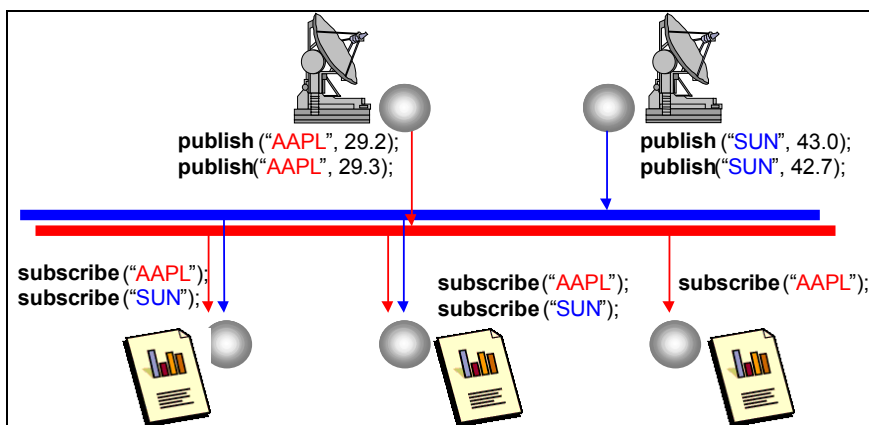 publish (“AAPL”, 29.2);
publish(“AAPL”, 29.3);
publish (“SUN”, 43.0);
publish(“SUN”, 42.7);
subscribe (“AAPL”);
subscribe (“SUN”);
subscribe (“AAPL”);
subscribe (“SUN”);
subscribe (“AAPL”);